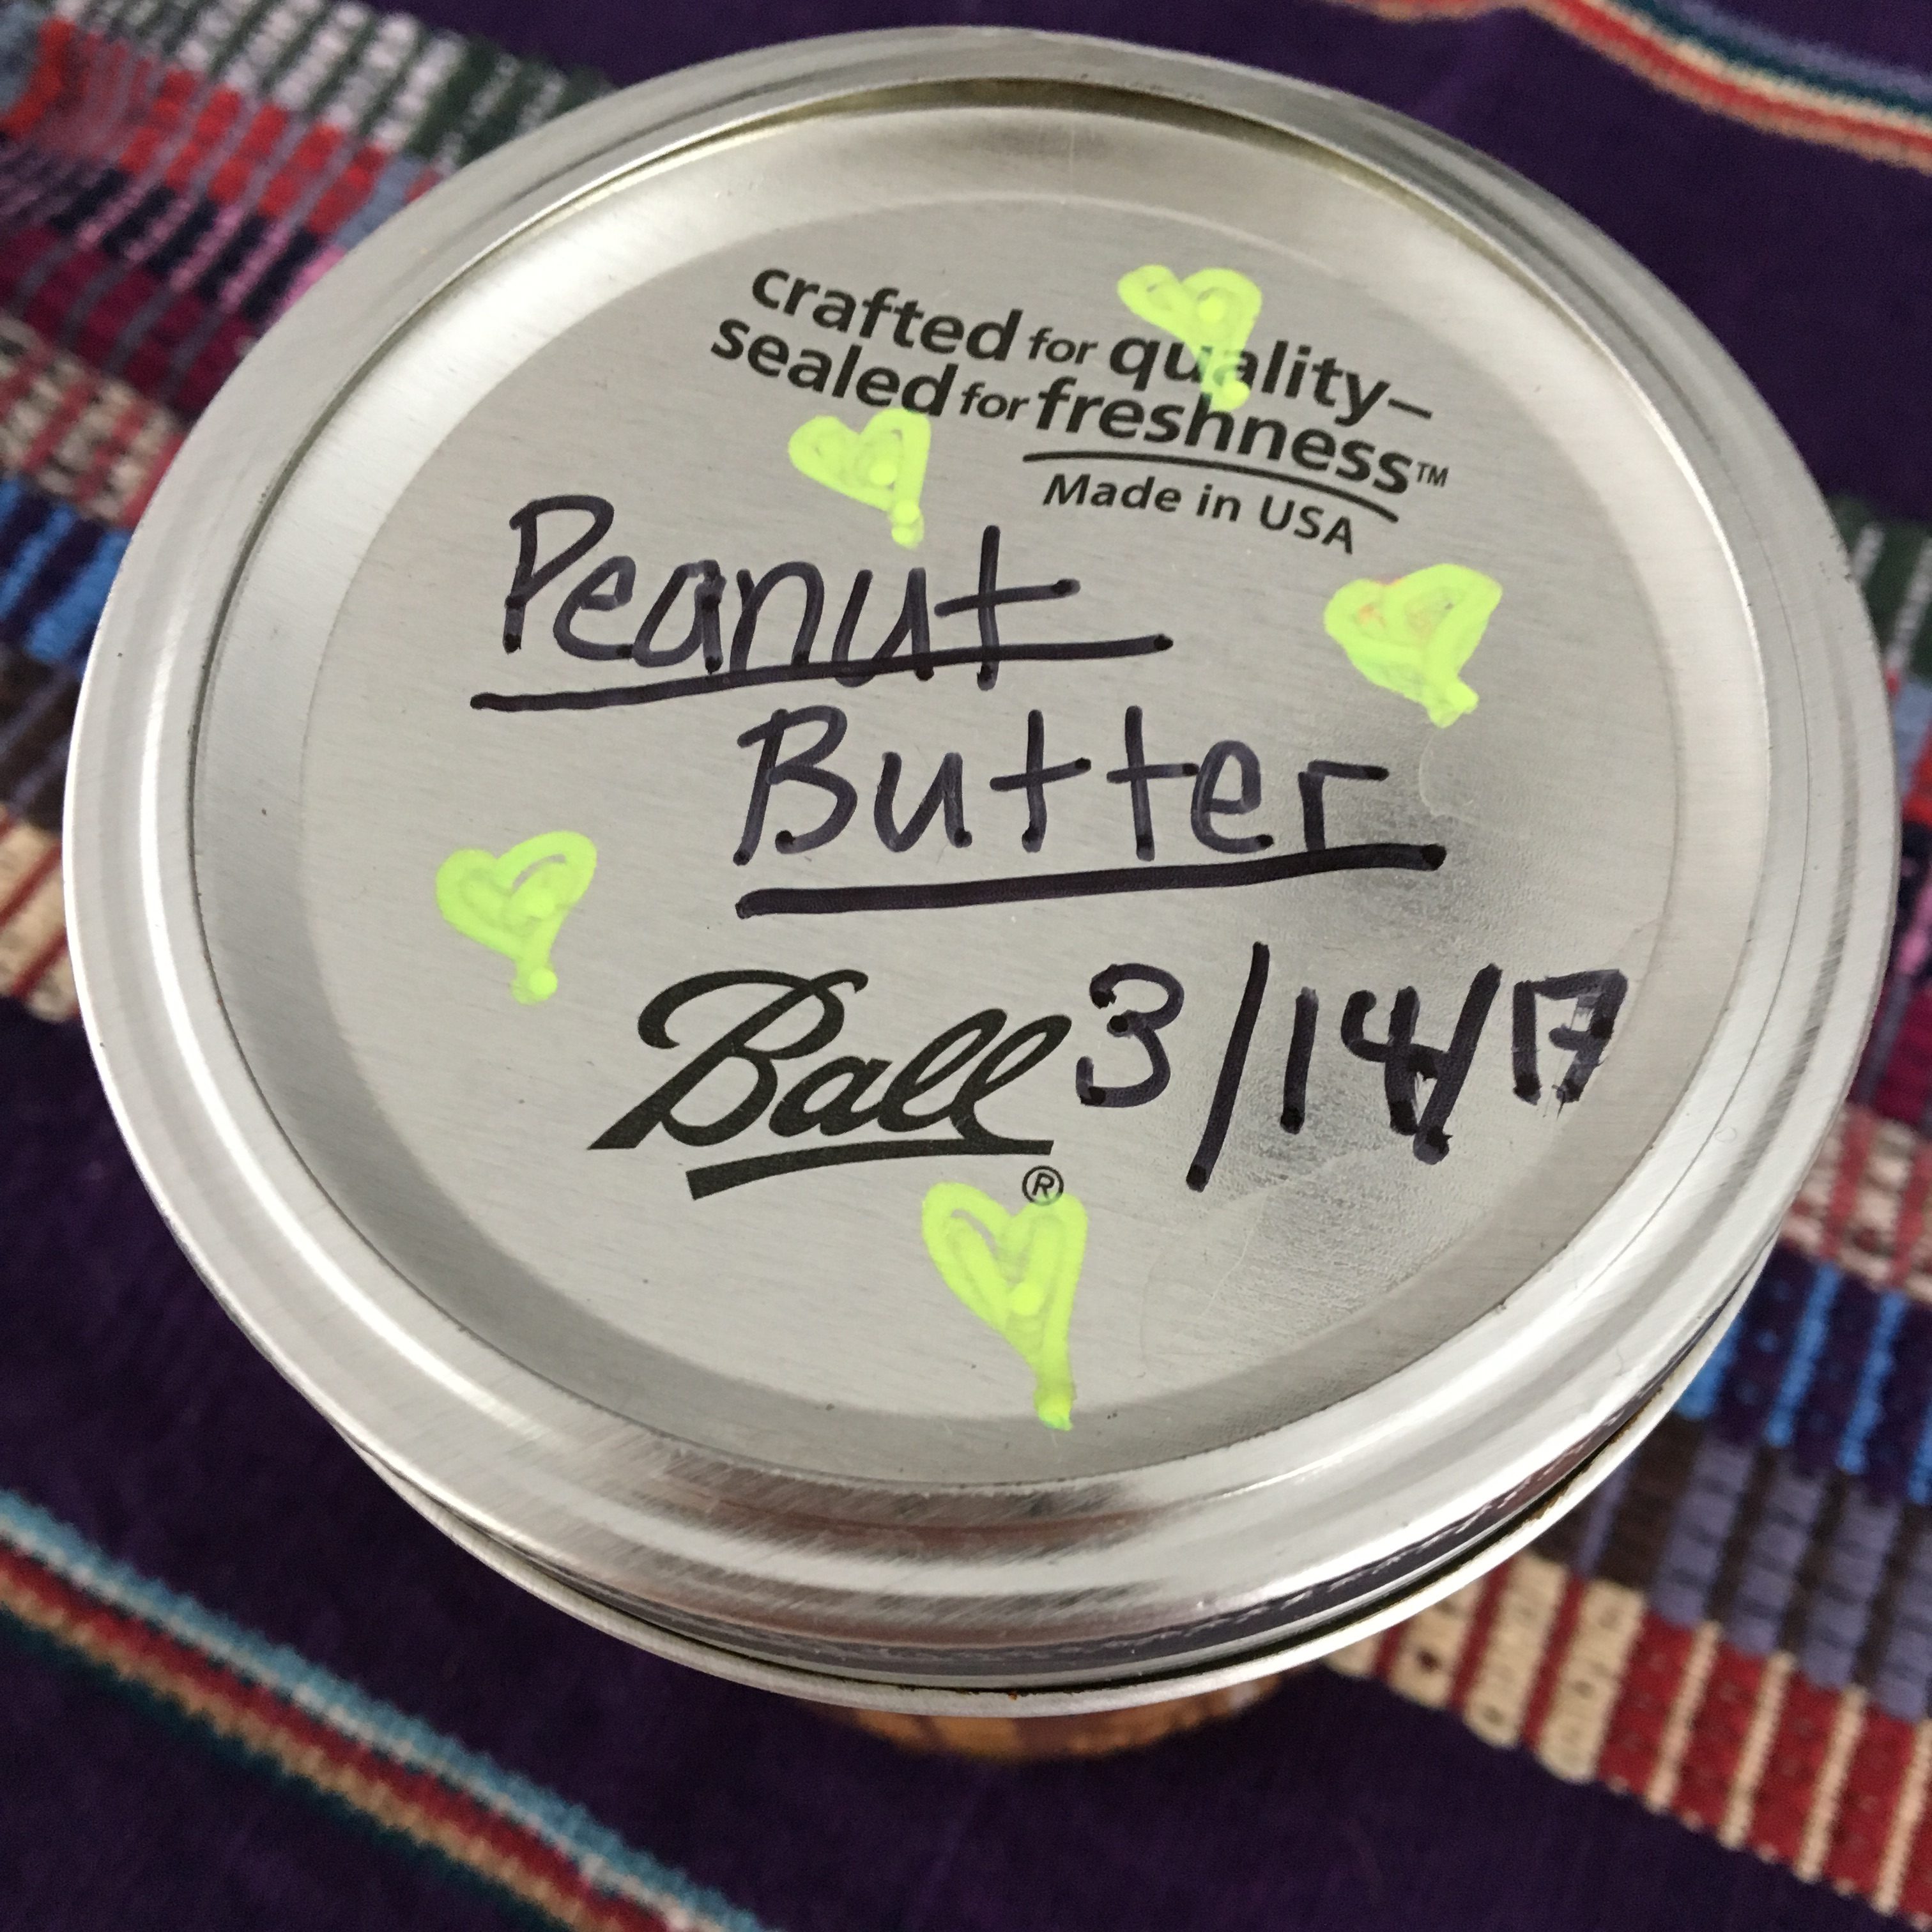 crafted for quality–
sealed for freshness™
Made in USA
Peanut
Butter
Ball® 3/14/17